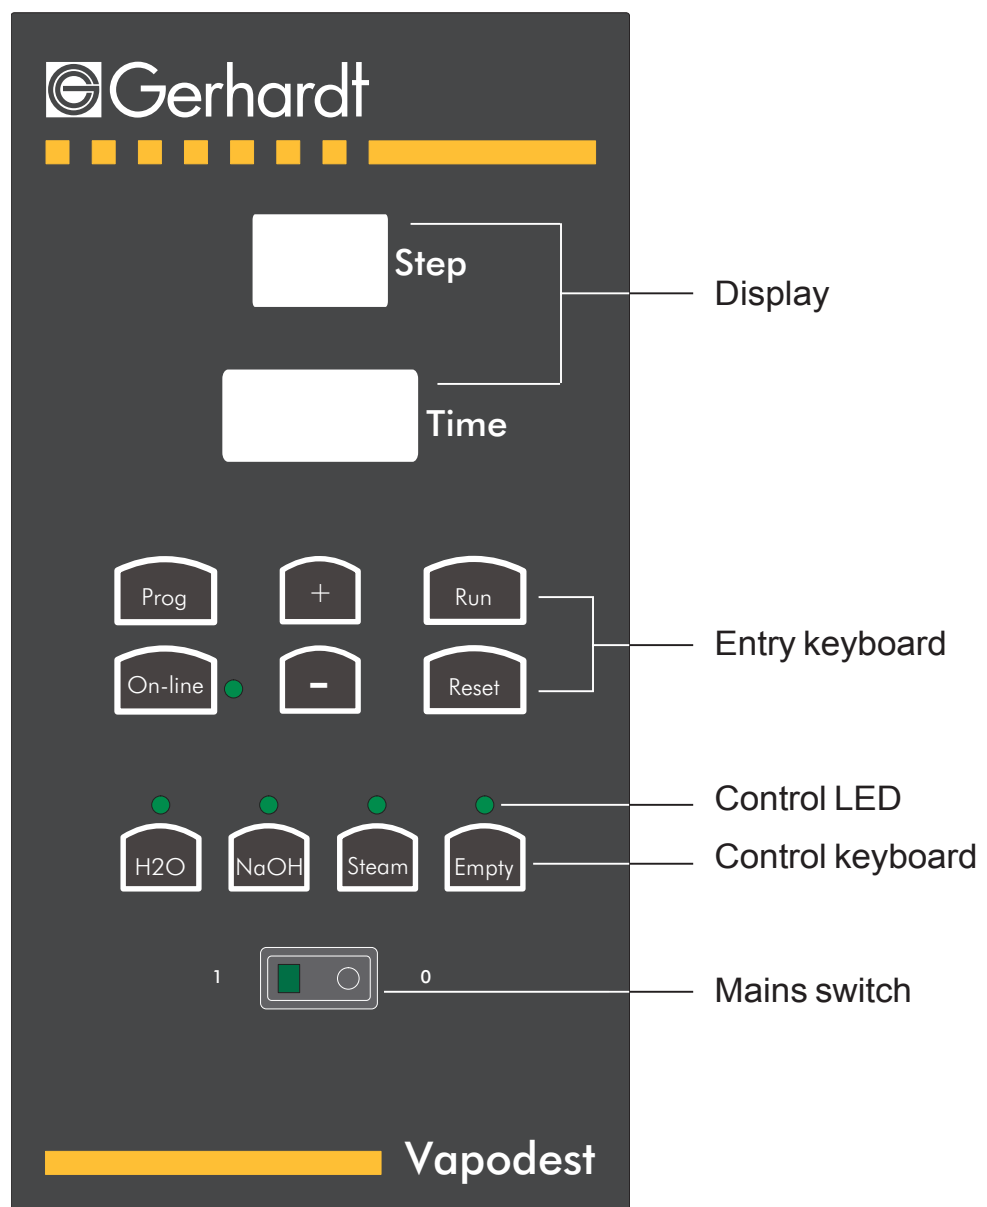 Gerhardt
Step
Display
Time
Prog + Run
Entry keyboard
On-line - Reset
Control LED
H2O NaOH Steam Empty
Control keyboard
1 0
Mains switch
Vapodest